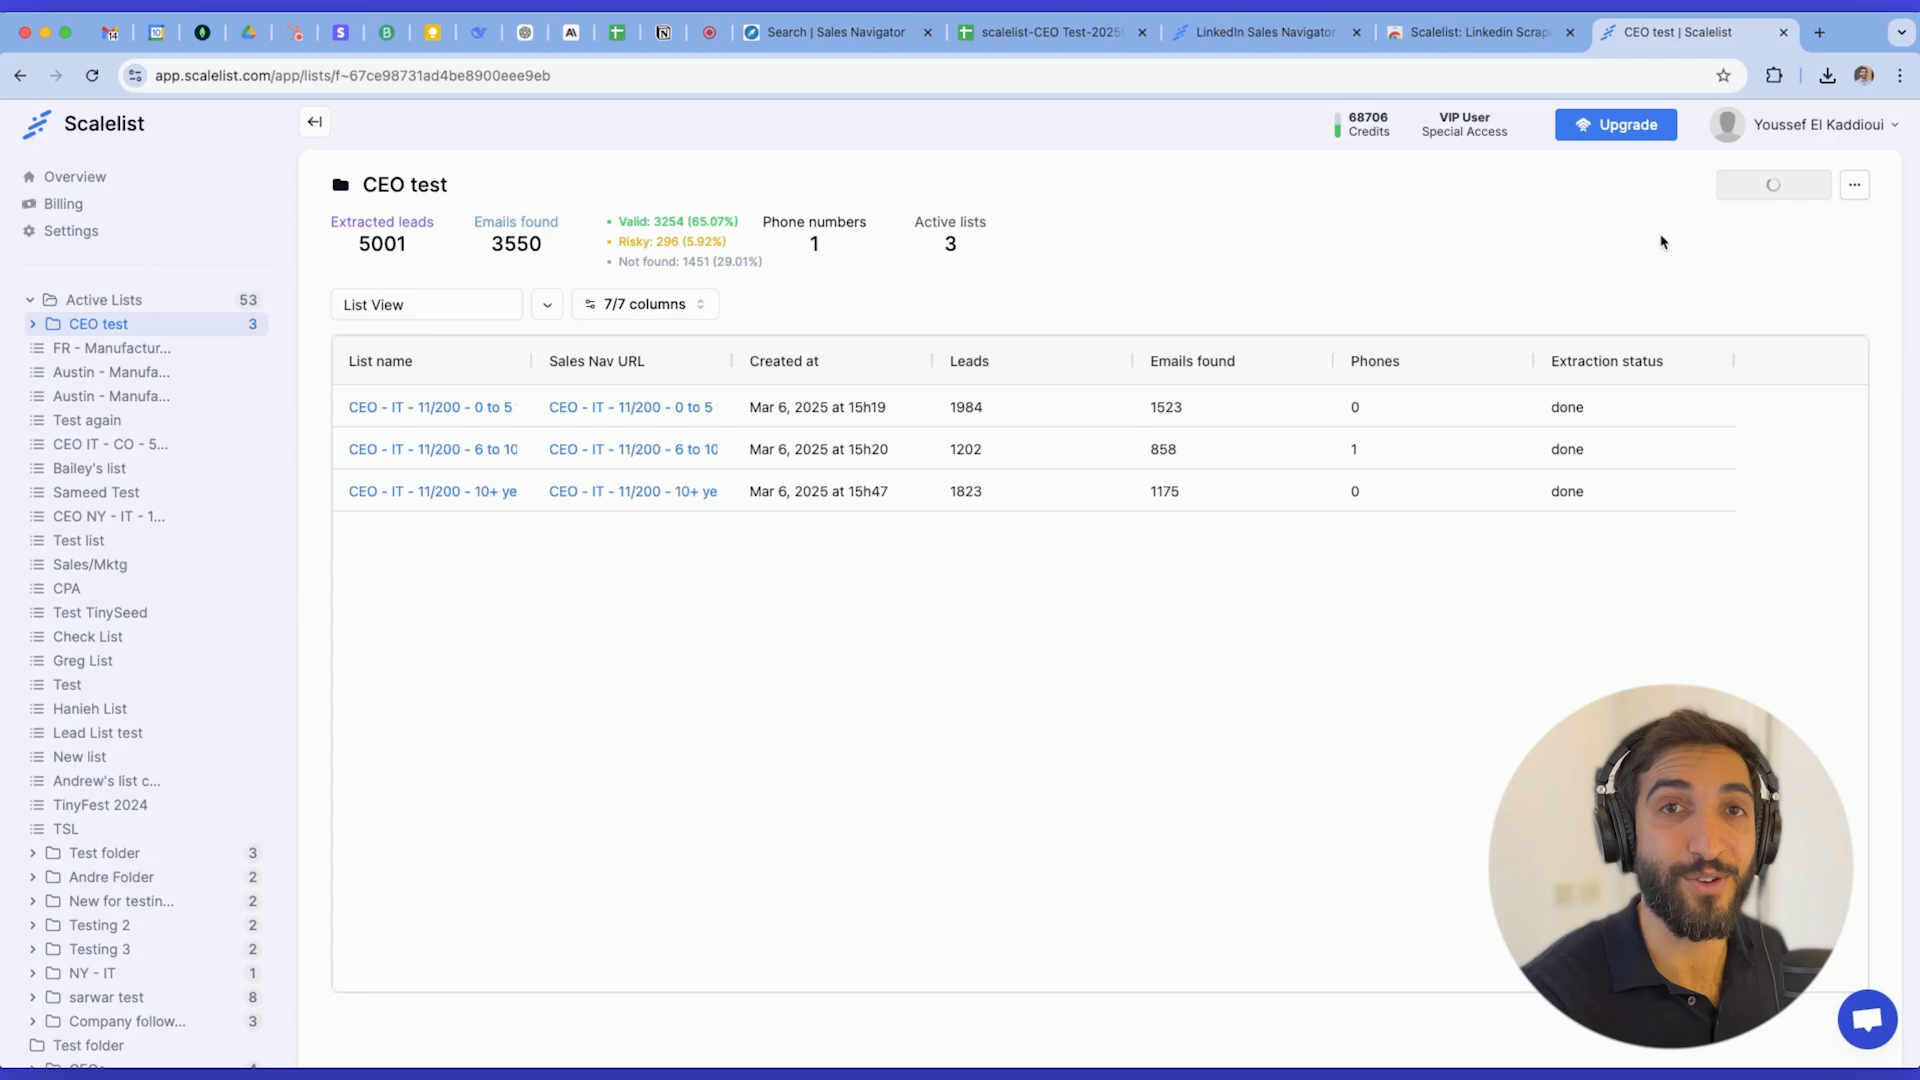 Search | Sales Navigator
scalelist-CEO Test-2025
LinkedIn Sales Navigator
Scalelist: Linkedin Scrape
CEO test | Scalelist
app.scalelist.com/app/lists/f~67ce98731ad4be8900eee9eb
Scalelist
68706
Credits
VIP User
Special Access
Upgrade
Youssef El Kaddioui
Overview
Billing
Settings
Active Lists 53
CEO test 3
FR - Manufactur...
Austin - Manufa...
Austin - Manufa...
Test again
CEO IT - CO - 5...
Bailey's list
Sameed Test
CEO NY - IT - 1...
Test list
Sales/Mktg
CPA
Test TinySeed
Check List
Greg List
Test
Hanieh List
Lead List test
New list
Andrew's list c...
TinyFest 2024
TSL
Test folder 3
Andre Folder 2
New for testin... 2
Testing 2 2
Testing 3 2
NY - IT 1
sarwar test 8
Company follow... 3
Test folder
CEO test
Extracted leads
5001
Emails found
3550
• Valid: 3254 (65.07%)
• Risky: 296 (5.92%)
• Not found: 1451 (29.01%)
Phone numbers
1
Active lists
3
List View
7/7 columns
List name Sales Nav URL Created at Leads Emails found Phones Extraction status
CEO - IT - 11/200 - 0 to 5 CEO - IT - 11/200 - 0 to 5 Mar 6, 2025 at 15h19 1984 1523 0 done
CEO - IT - 11/200 - 6 to 10 CEO - IT - 11/200 - 6 to 10 Mar 6, 2025 at 15h20 1202 858 1 done
CEO - IT - 11/200 - 10+ ye CEO - IT - 11/200 - 10+ ye Mar 6, 2025 at 15h47 1823 1175 0 done